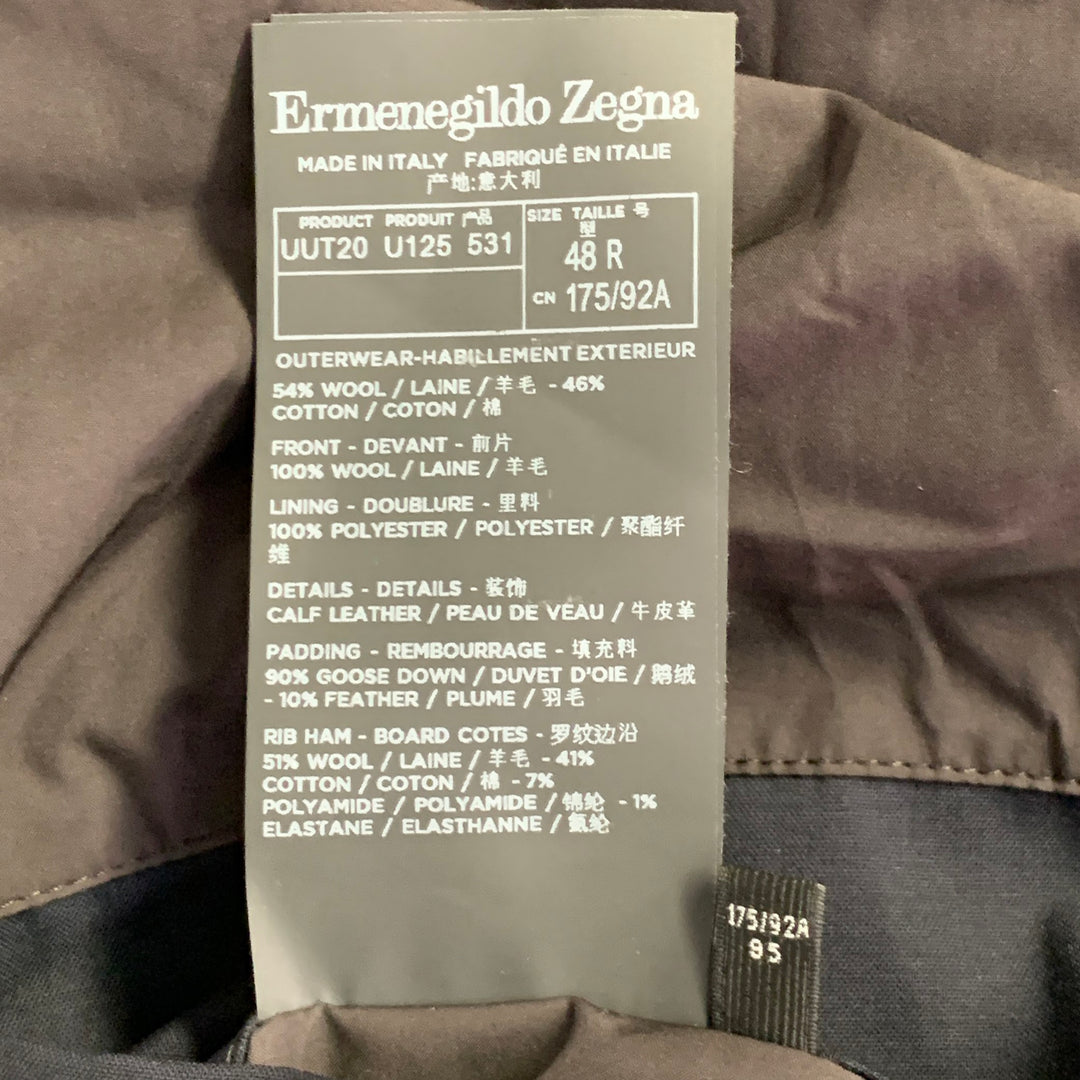 Ermenegildo Zegna
MADE IN ITALY FABRIQUÉ EN ITALIE
产地:意大利
PRODUCT PRODUIT 产品
UUT20 U125 531
SIZE TAILLE 号
型
48 R
CN 175/92A
OUTERWEAR-HABILLEMENT EXTERIEUR
54% WOOL / LAINE / 羊毛 - 46%
COTTON / COTON / 棉
FRONT - DEVANT - 前片
100% WOOL / LAINE / 羊毛
LINING - DOUBLURE - 里料
100% POLYESTER / POLYESTER / 聚酯纤
维
DETAILS - DETAILS - 装饰
CALF LEATHER / PEAU DE VEAU / 牛皮革
PADDING - REMBOURRAGE - 填充料
90% GOOSE DOWN / DUVET D'OIE / 鹅绒
- 10% FEATHER / PLUME / 羽毛
RIB HAM - BOARD COTES - 罗纹边沿
51% WOOL / LAINE / 羊毛 - 41%
COTTON / COTON / 棉 - 7%
POLYAMIDE / POLYAMIDE / 锦纶 - 1%
ELASTANE / ELASTHANNE / 氨纶
175/92A
95